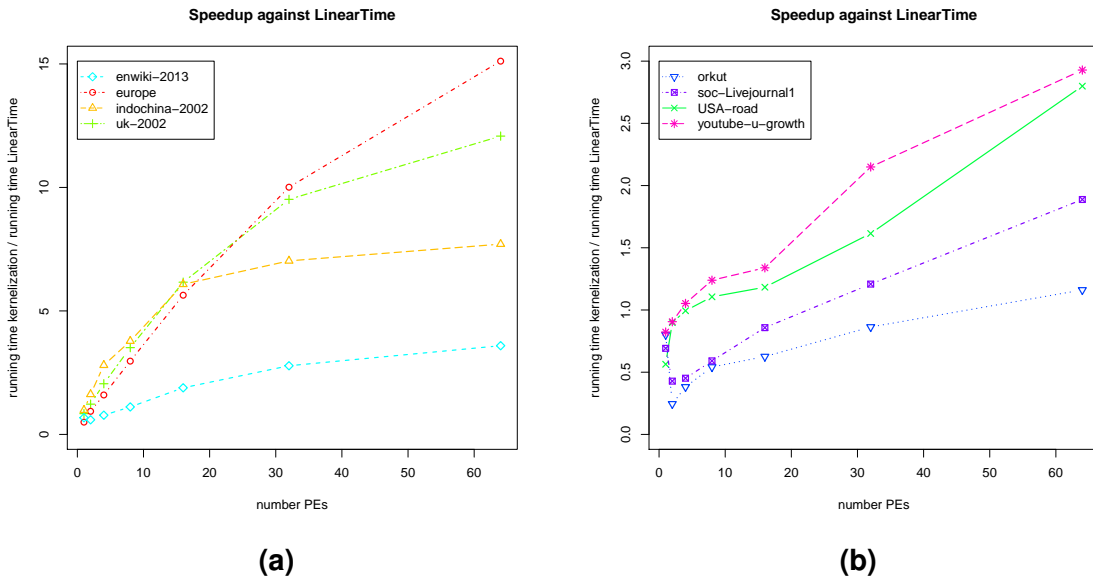 Speedup against LinearTime
running time kernelization / running time LinearTime
15
10
5
0
enwiki−2013
europe
indochina−2002
uk−2002
0 10 20 30 40 50 60
number PEs
(a)
Speedup against LinearTime
running time kernelization / running time LinearTime
3.0
2.5
2.0
1.5
1.0
0.5
0.0
orkut
soc−Livejournal1
USA−road
youtube−u−growth
0 10 20 30 40 50 60
number PEs
(b)